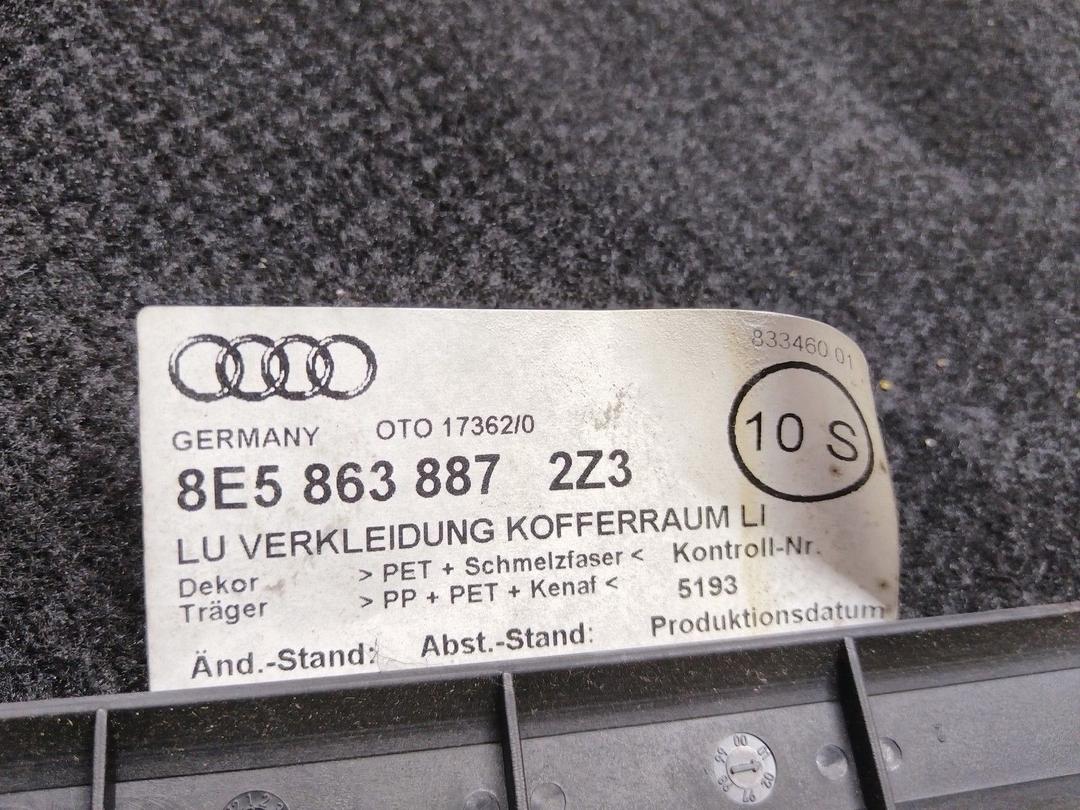 833460 01
GERMANY OTO 17362/0
10 S
8E5 863 887 2Z3
LU VERKLEIDUNG KOFFERRAUM LI
Dekor > PET + Schmelzfaser < Kontroll-Nr.
Träger > PP + PET + Kenaf < 5193
Änd.-Stand: Abst.-Stand: Produktionsdatum